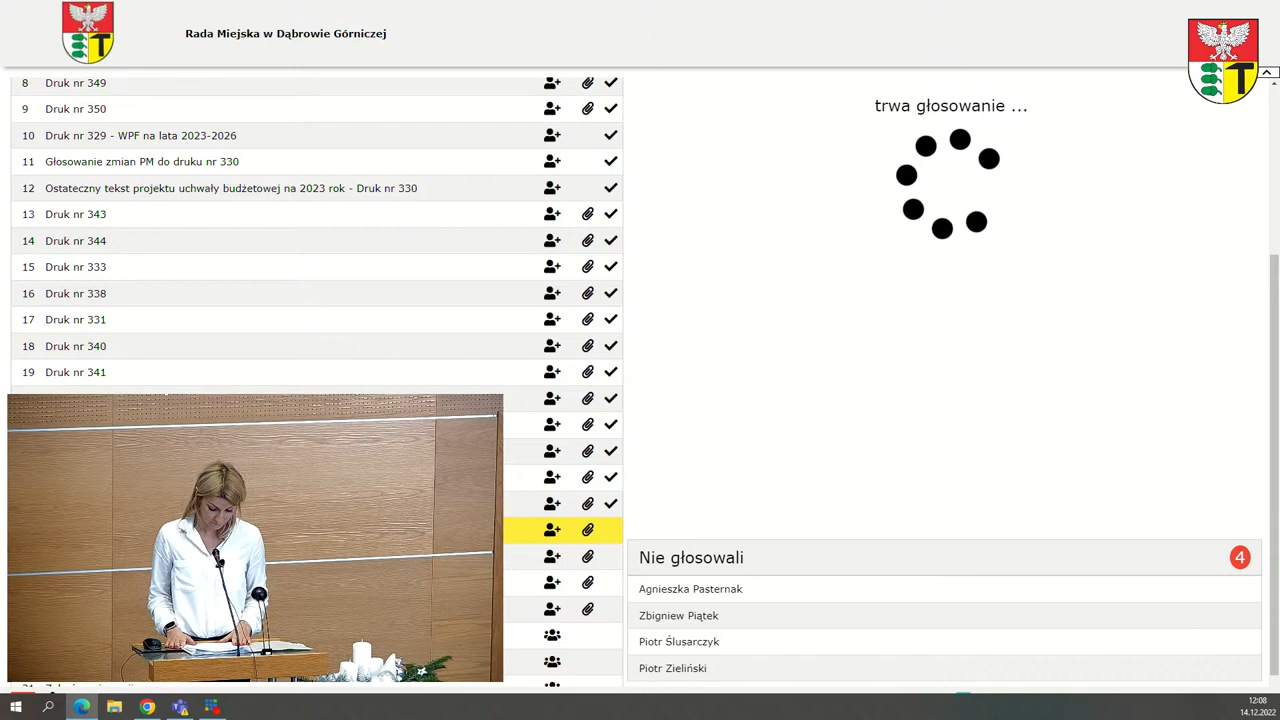 Rada Miejska w Dąbrowie Górniczej
8 Druk nr 349
9 Druk nr 350
10 Druk nr 329 - WPF na lata 2023-2026
11 Głosowanie zmian PM do druku nr 330
12 Ostateczny tekst projektu uchwały budżetowej na 2023 rok - Druk nr 330
13 Druk nr 343
14 Druk nr 344
15 Druk nr 333
16 Druk nr 338
17 Druk nr 331
18 Druk nr 340
19 Druk nr 341
trwa głosowanie ...
Nie głosowali 4
Agnieszka Pasternak
Zbigniew Piątek
Piotr Ślusarczyk
Piotr Zieliński
12:08
14.12.2022